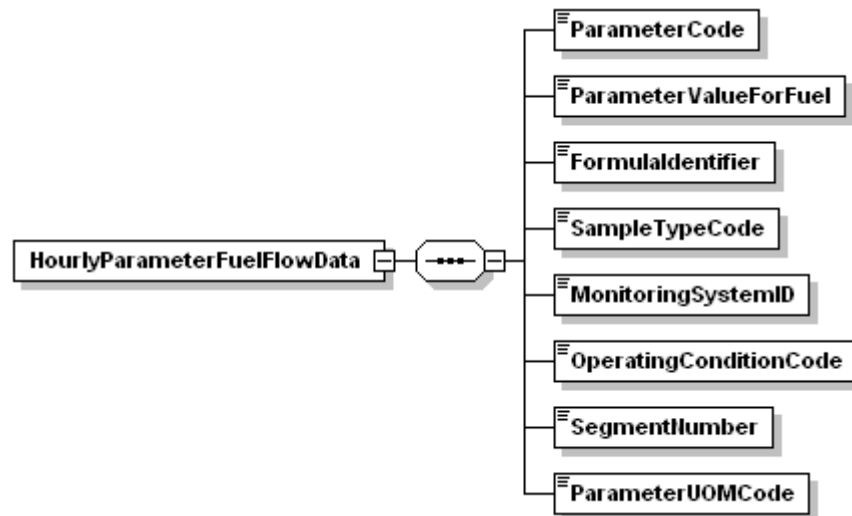 ParameterCode
ParameterValueForFuel
FormulaIdentifier
SampleTypeCode
HourlyParameterFuelFlowData
MonitoringSystemID
OperatingConditionCode
SegmentNumber
ParameterUOMCode